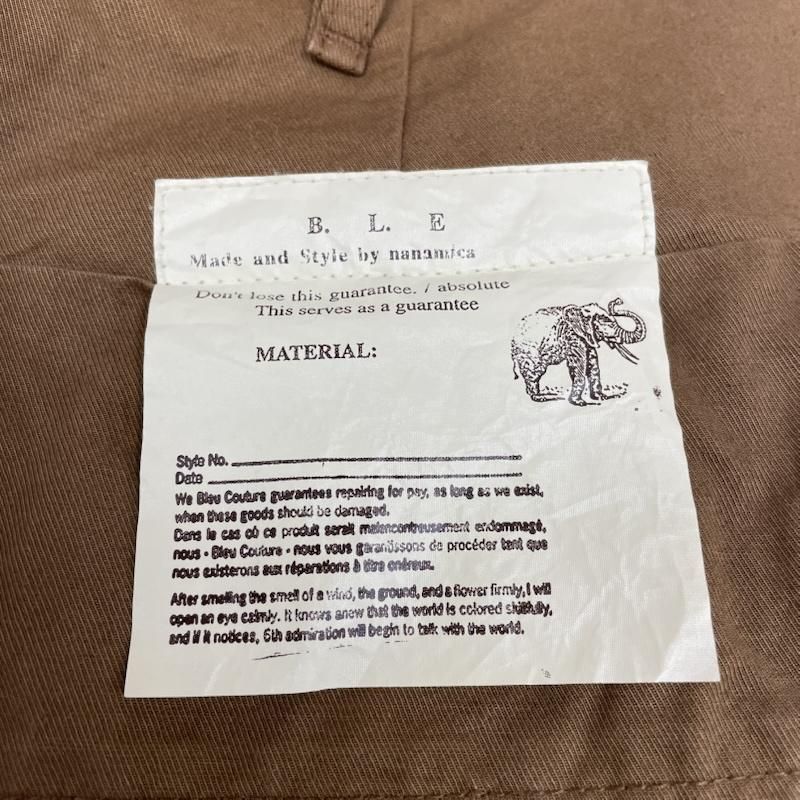 B. L. E
Made and Style by nanamica
Don't lose this guarantee. / absolute
This serves as a guarantee
MATERIAL:
Style No.
Date
We Bleu Couture guarantees repairing for pay, as long as we exist,
when these goods should be damaged.
Dans le cas où ce produit serait malencontreusement endommagé,
nous - Bleu Couture - nous vous garantissons de procéder tant que
nous existerons aux réparations à titre onéreux.
After smelling the smell of a wind, the ground, and a flower firmly, I will
open an eye calmly. It knows anew that the world is colored skillfully,
and if it notices, 6th admiration will begin to talk with the world.